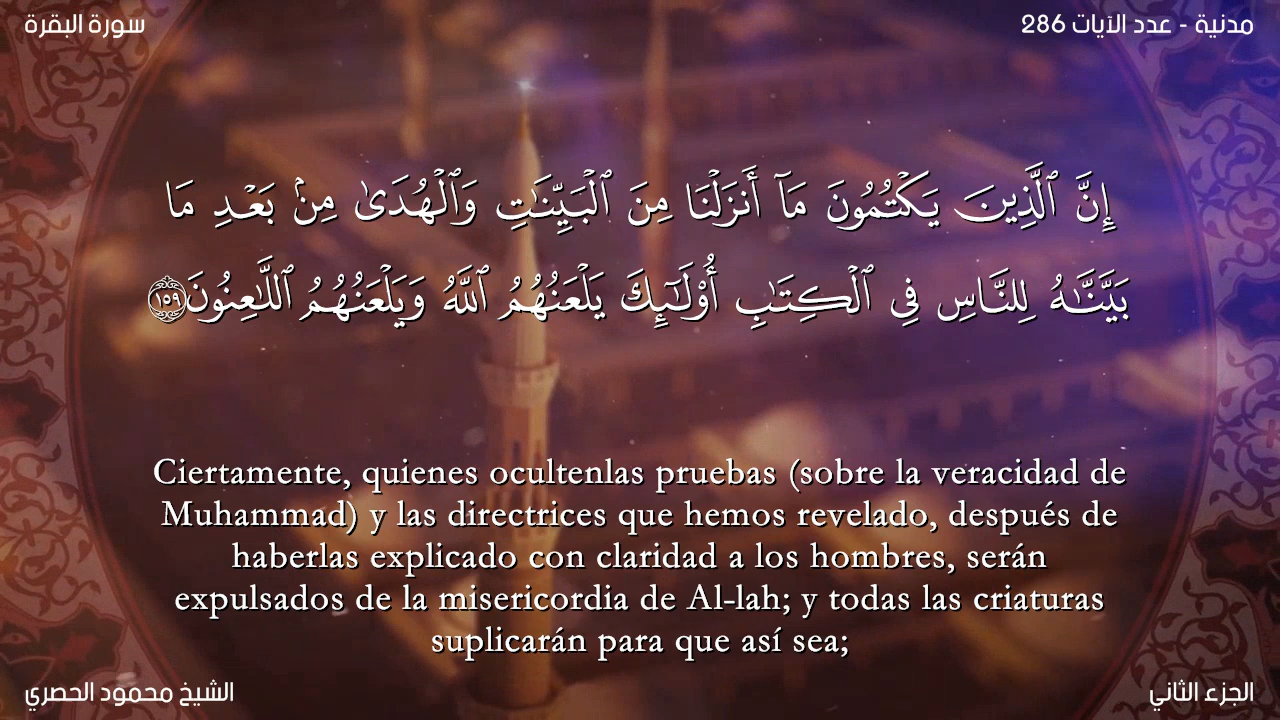 سورة البقرة
مدنية - عدد الآيات 286
إِنَّ ٱلَّذِينَ يَكْتُمُونَ مَآ أَنزَلْنَا مِنَ ٱلْبَيِّنَـٰتِ وَٱلْهُدَىٰ مِنۢ بَعْدِ مَا
بَيَّنَّـٰهُ لِلنَّاسِ فِى ٱلْكِتَـٰبِ أُو۟لَـٰٓئِكَ يَلْعَنُهُمُ ٱللَّهُ وَيَلْعَنُهُمُ ٱللَّـٰعِنُونَ ١٥٩
Ciertamente, quienes ocultenlas pruebas (sobre la veracidad de
Muhammad) y las directrices que hemos revelado, después de
haberlas explicado con claridad a los hombres, serán
expulsados de la misericordia de Al-lah; y todas las criaturas
suplicarán para que así sea;
الشيخ محمود الحصري
الجزء الثاني